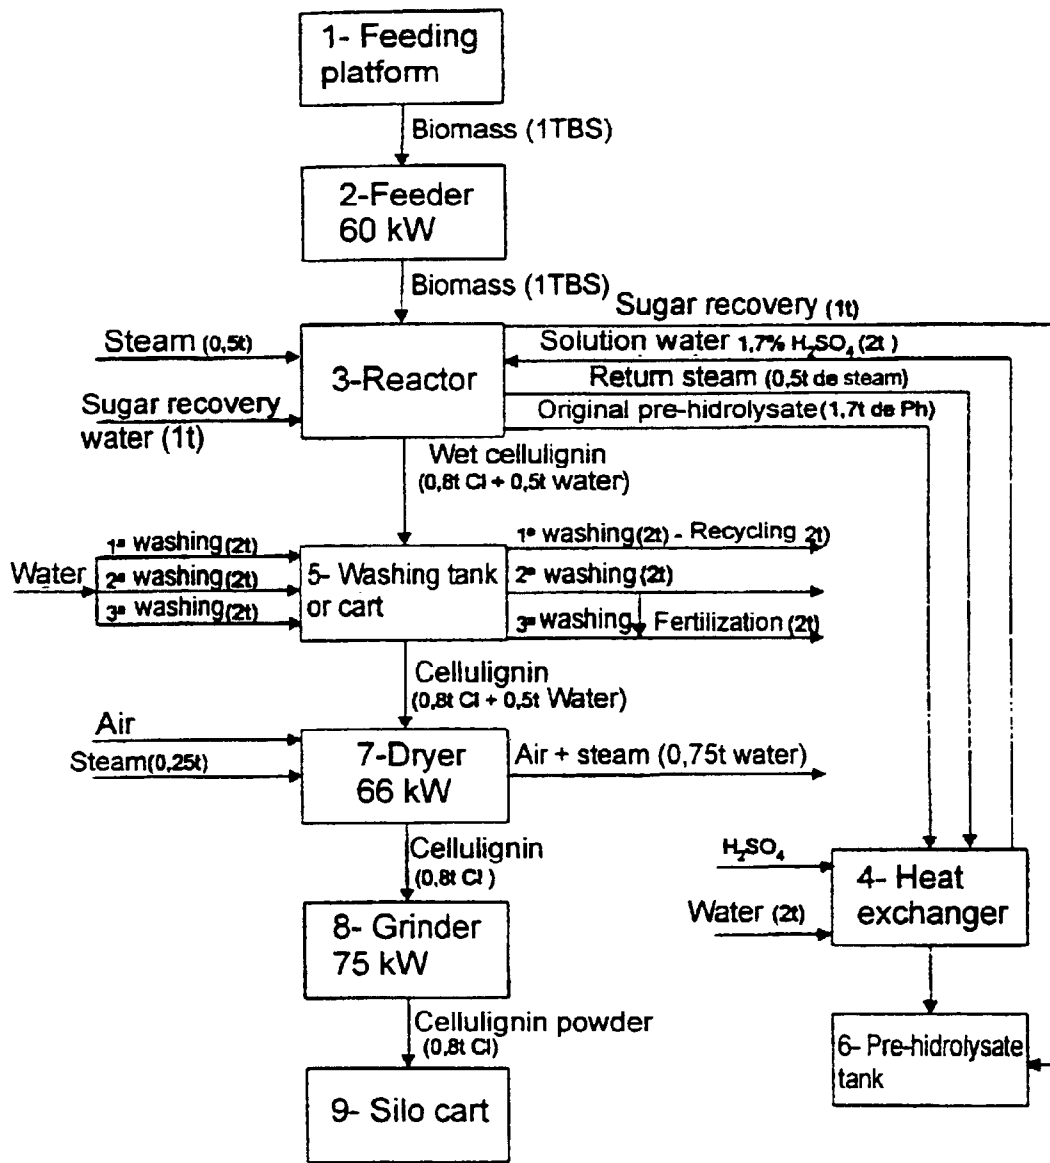 1- Feeding
platform
Biomass (1TBS)
2-Feeder
60 kW
Biomass (1TBS)
Sugar recovery (1t)
Steam (0,5t)
Solution water 1,7% H₂SO₄ (2t)
3-Reactor
Return steam (0,5t de steam)
Sugar recovery
water (1t)
Original pre-hidrolysate (1,7t de Ph)
Wet cellulignin
(0,8t Cl + 0,5t water)
1ª washing (2t)
1ª washing (2t) - Recycling 2t)
Water
2ª washing (2t)
5- Washing tank
or cart
2ª washing (2t)
3ª washing (2t)
3ª washing
Fertilization (2t)
Cellulignin
(0,8t Cl + 0,5t Water)
Air
Steam(0,25t)
7-Dryer
66 kW
Air + steam (0,75t water)
Cellulignin
(0,8t Cl )
H₂SO₄
4- Heat
exchanger
Water (2t)
8- Grinder
75 kW
Cellulignin powder
(0,8t Cl)
6- Pre-hidrolysate
tank
9- Silo cart